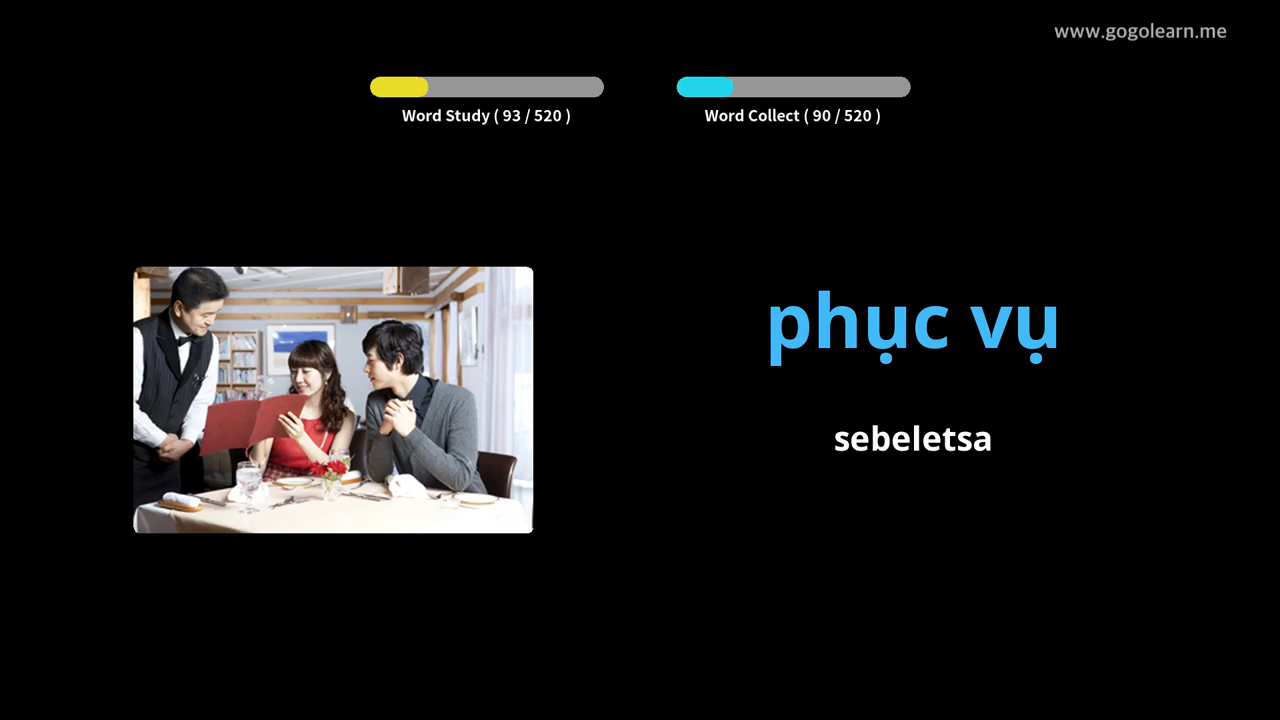 www.gogolearn.me
Word Study ( 93 / 520 )
Word Collect ( 90 / 520 )
phục vụ
sebeletsa